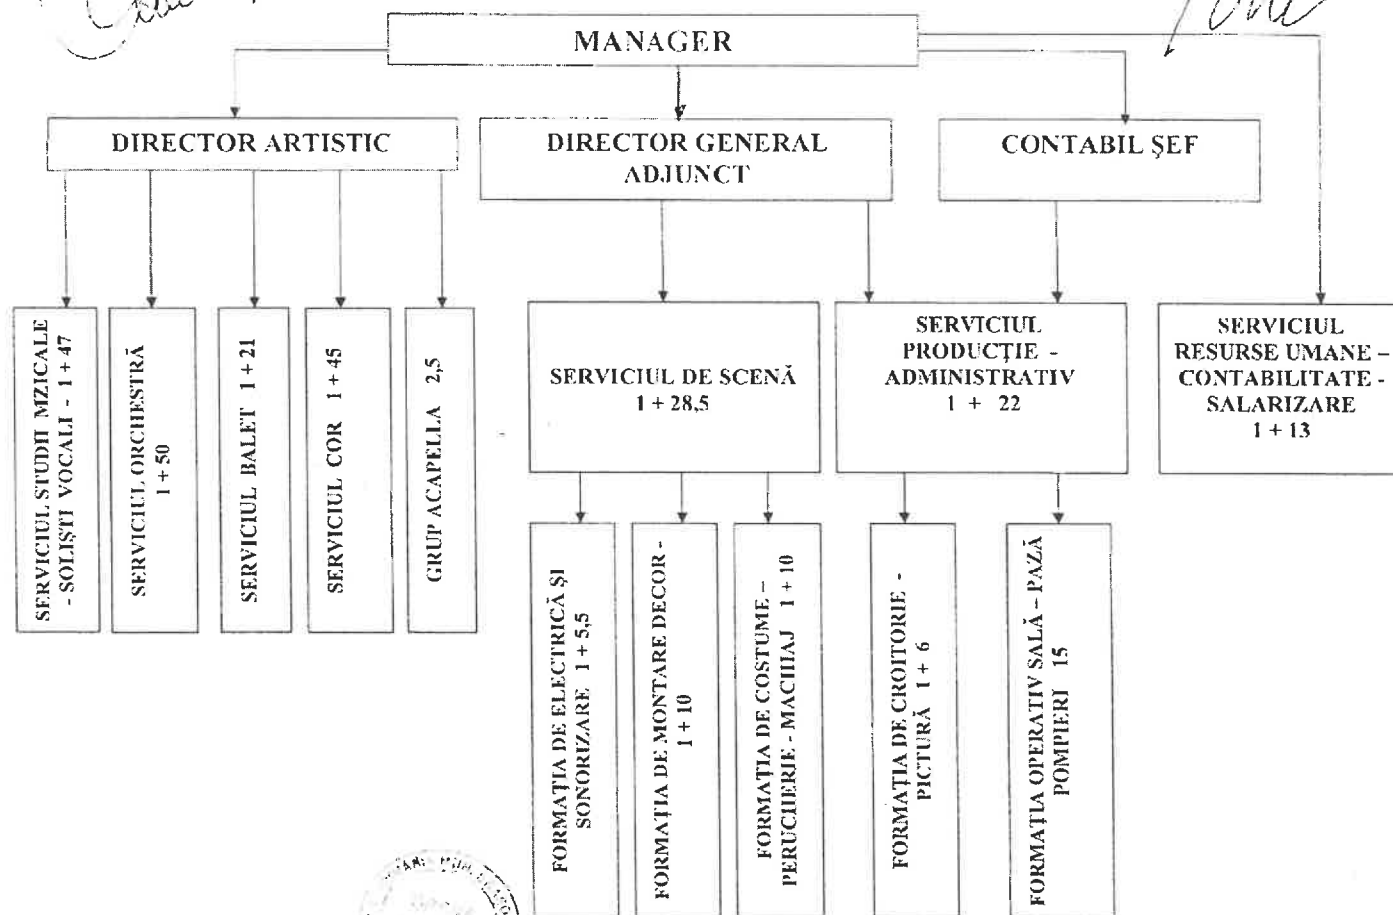 MANAGER
DIRECTOR ARTISTIC
DIRECTOR GENERAL
ADJUNCT
CONTABIL ŞEF
SERVICIUL STUDII MZICALE
- SOLIŞTI VOCALI - 1 + 47
SERVICIUL ORCHESTRĂ
1 + 50
SERVICIUL BALET 1 + 21
SERVICIUL COR 1 + 45
GRUP ACAPELLA 2,5
SERVICIUL DE SCENĂ
1 + 28,5
SERVICIUL
PRODUCŢIE -
ADMINISTRATIV
1 + 22
SERVICIUL
RESURSE UMANE –
CONTABILITATE -
SALARIZARE
1 + 13
FORMAŢIA DE ELECTRICĂ ŞI
SONORIZARE 1 + 5,5
FORMAŢIA DE MONTARE DECOR -
1 + 10
FORMAŢIA DE COSTUME –
PERUCHERIE - MACHIAJ 1 + 10
FORMAŢIA DE CROITORIE -
PICTURĂ 1 + 6
FORMAŢIA OPERATIV SALĂ – PAZĂ
POMPIERI 15